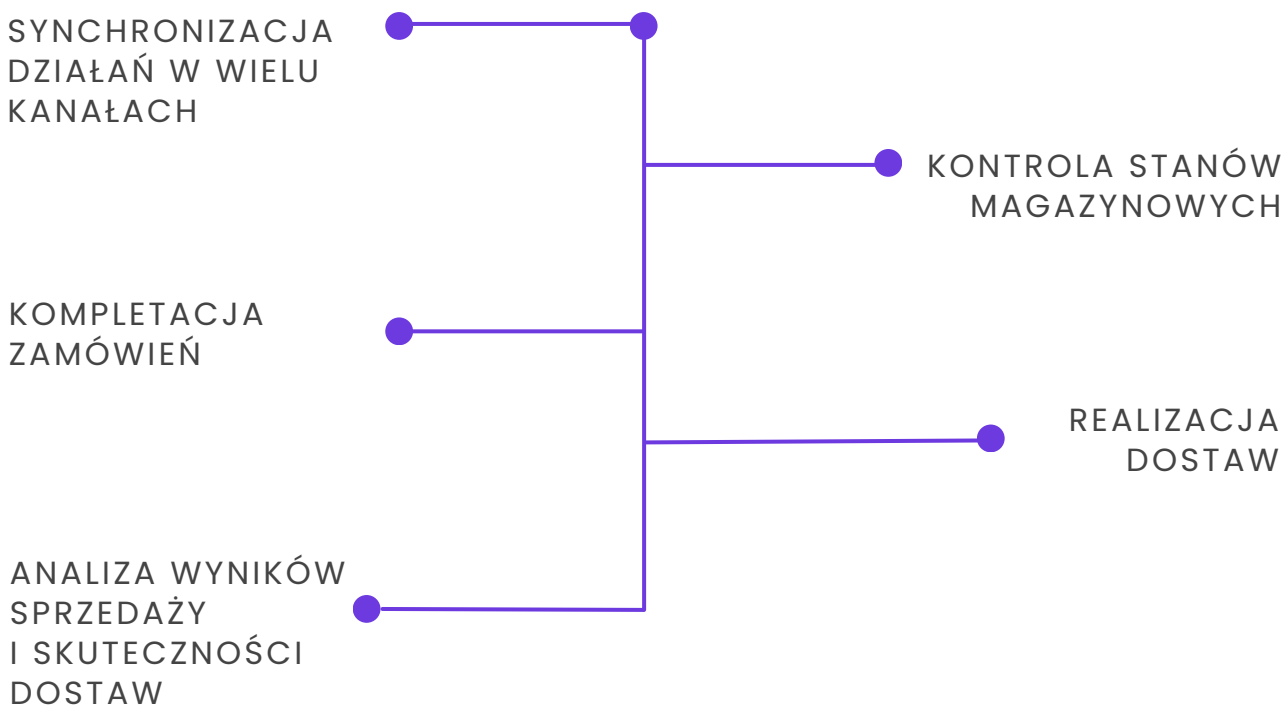 SYNCHRONIZACJA
DZIAŁAŃ W WIELU
KANAŁACH
KONTROLA STANÓW
MAGAZYNOWYCH
KOMPLETACJA
ZAMÓWIEŃ
REALIZACJA
DOSTAW
ANALIZA WYNIKÓW
SPRZEDAŻY
I SKUTECZNOŚCI
DOSTAW